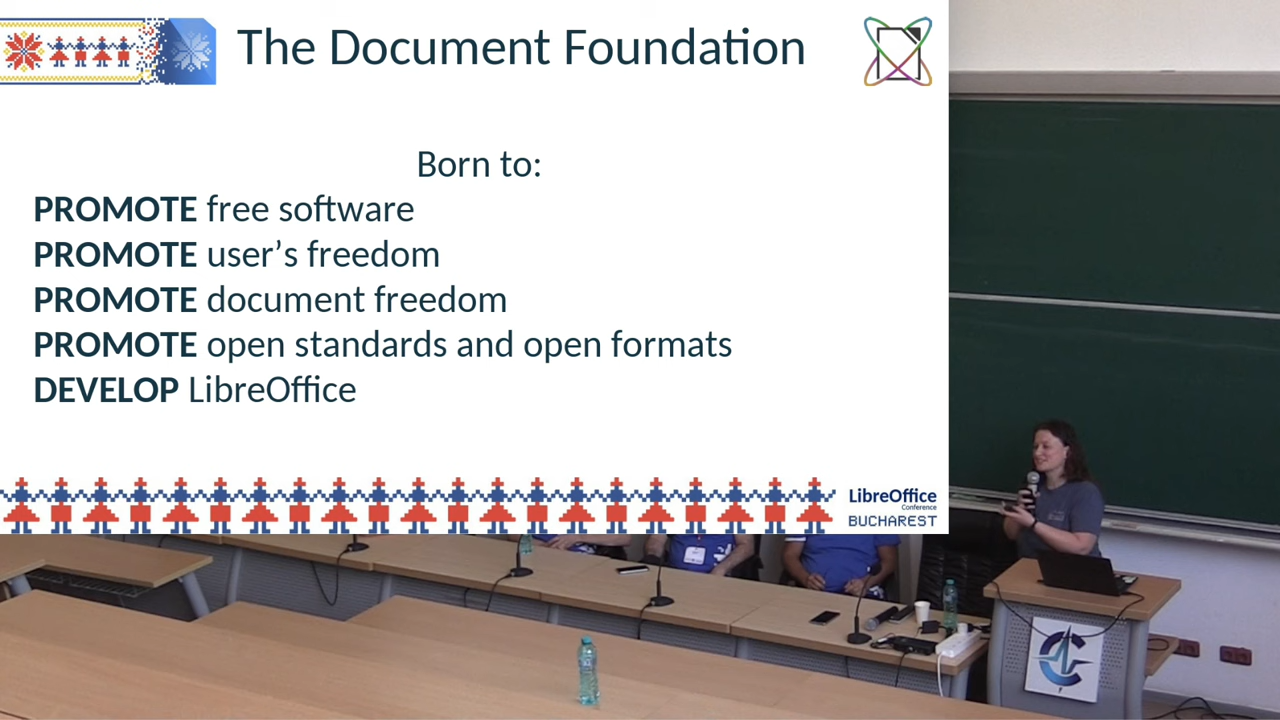 The Document Foundation
Born to:
PROMOTE free software
PROMOTE user’s freedom
PROMOTE document freedom
PROMOTE open standards and open formats
DEVELOP LibreOffice
LibreOffice
Conference
BUCHAREST